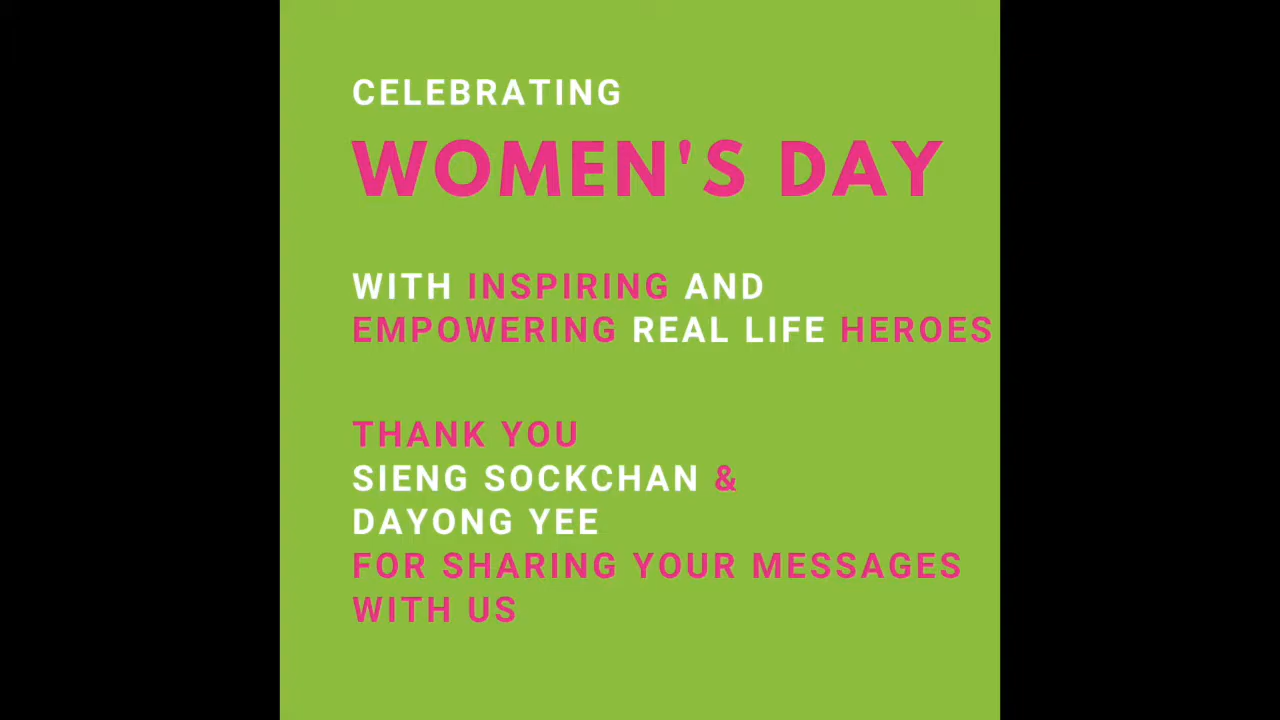 CELEBRATING
WOMEN'S DAY
WITH INSPIRING AND
EMPOWERING REAL LIFE HEROES
THANK YOU
SIENG SOCKCHAN &
DAYONG YEE
FOR SHARING YOUR MESSAGES
WITH US